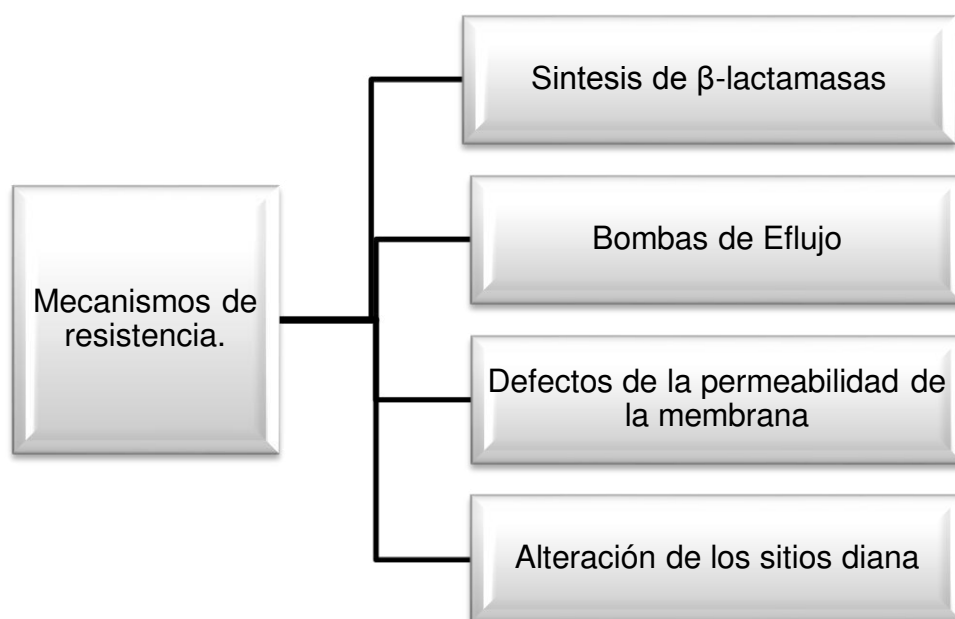 Mecanismos de
resistencia.
Sintesis de β-lactamasas
Bombas de Eflujo
Defectos de la permeabilidad de
la membrana
Alteración de los sitios diana